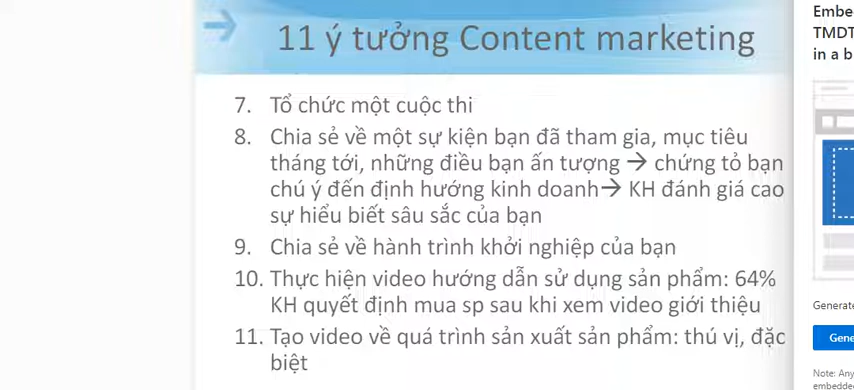 11 ý tưởng Content marketing
7. Tổ chức một cuộc thi
8. Chia sẻ về một sự kiện bạn đã tham gia, mục tiêu
tháng tới, những điều bạn ấn tượng → chứng tỏ bạn
chú ý đến định hướng kinh doanh→ KH đánh giá cao
sự hiểu biết sâu sắc của bạn
9. Chia sẻ về hành trình khởi nghiệp của bạn
10. Thực hiện video hướng dẫn sử dụng sản phẩm: 64%
KH quyết định mua sp sau khi xem video giới thiệu
11. Tạo video về quá trình sản xuất sản phẩm: thú vị, đặc
biệt
Embe
TMDT
in a b
Generate
Gene
Note: Any
embedded